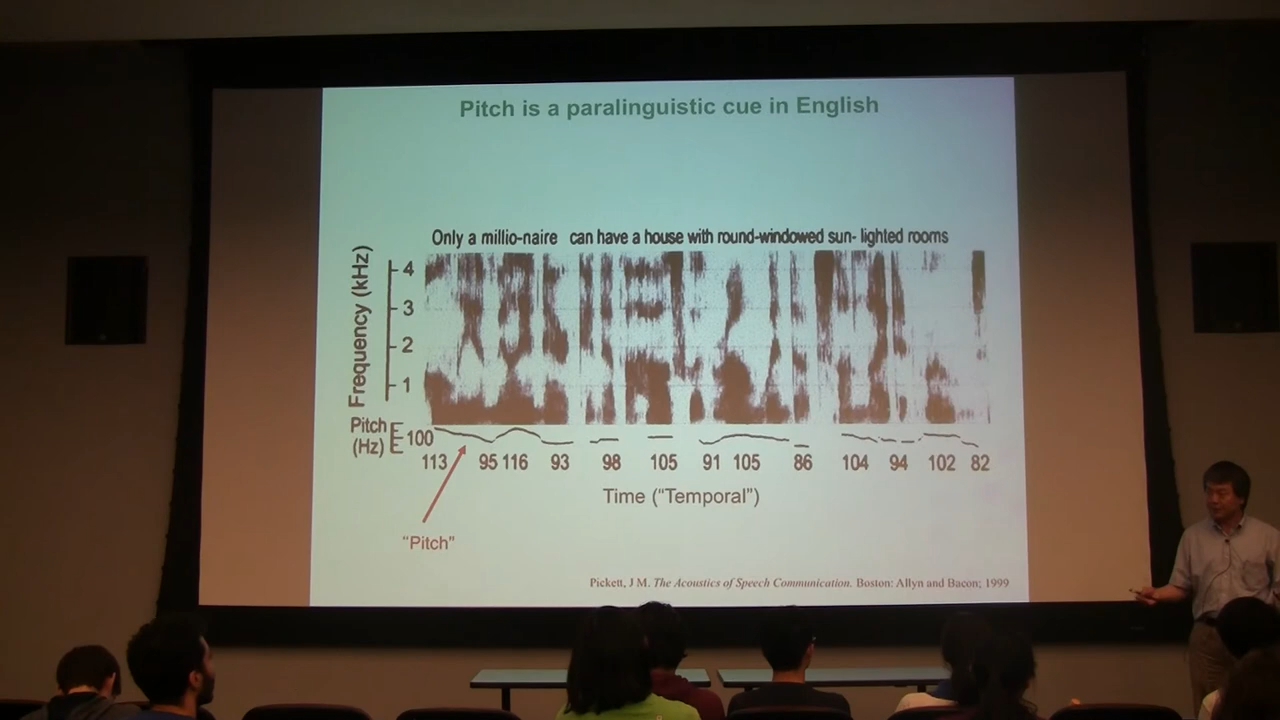 Pitch is a paralinguistic cue in English
Only a millio-naire can have a house with round-windowed sun- lighted rooms
Frequency (kHz)
4
3
2
1
Pitch
(Hz)
100
113 95 116 93 98 105 91 105 86 104 94 102 82
Time (“Temporal”)
“Pitch”
Pickett, J M. The Acoustics of Speech Communication. Boston: Allyn and Bacon; 1999